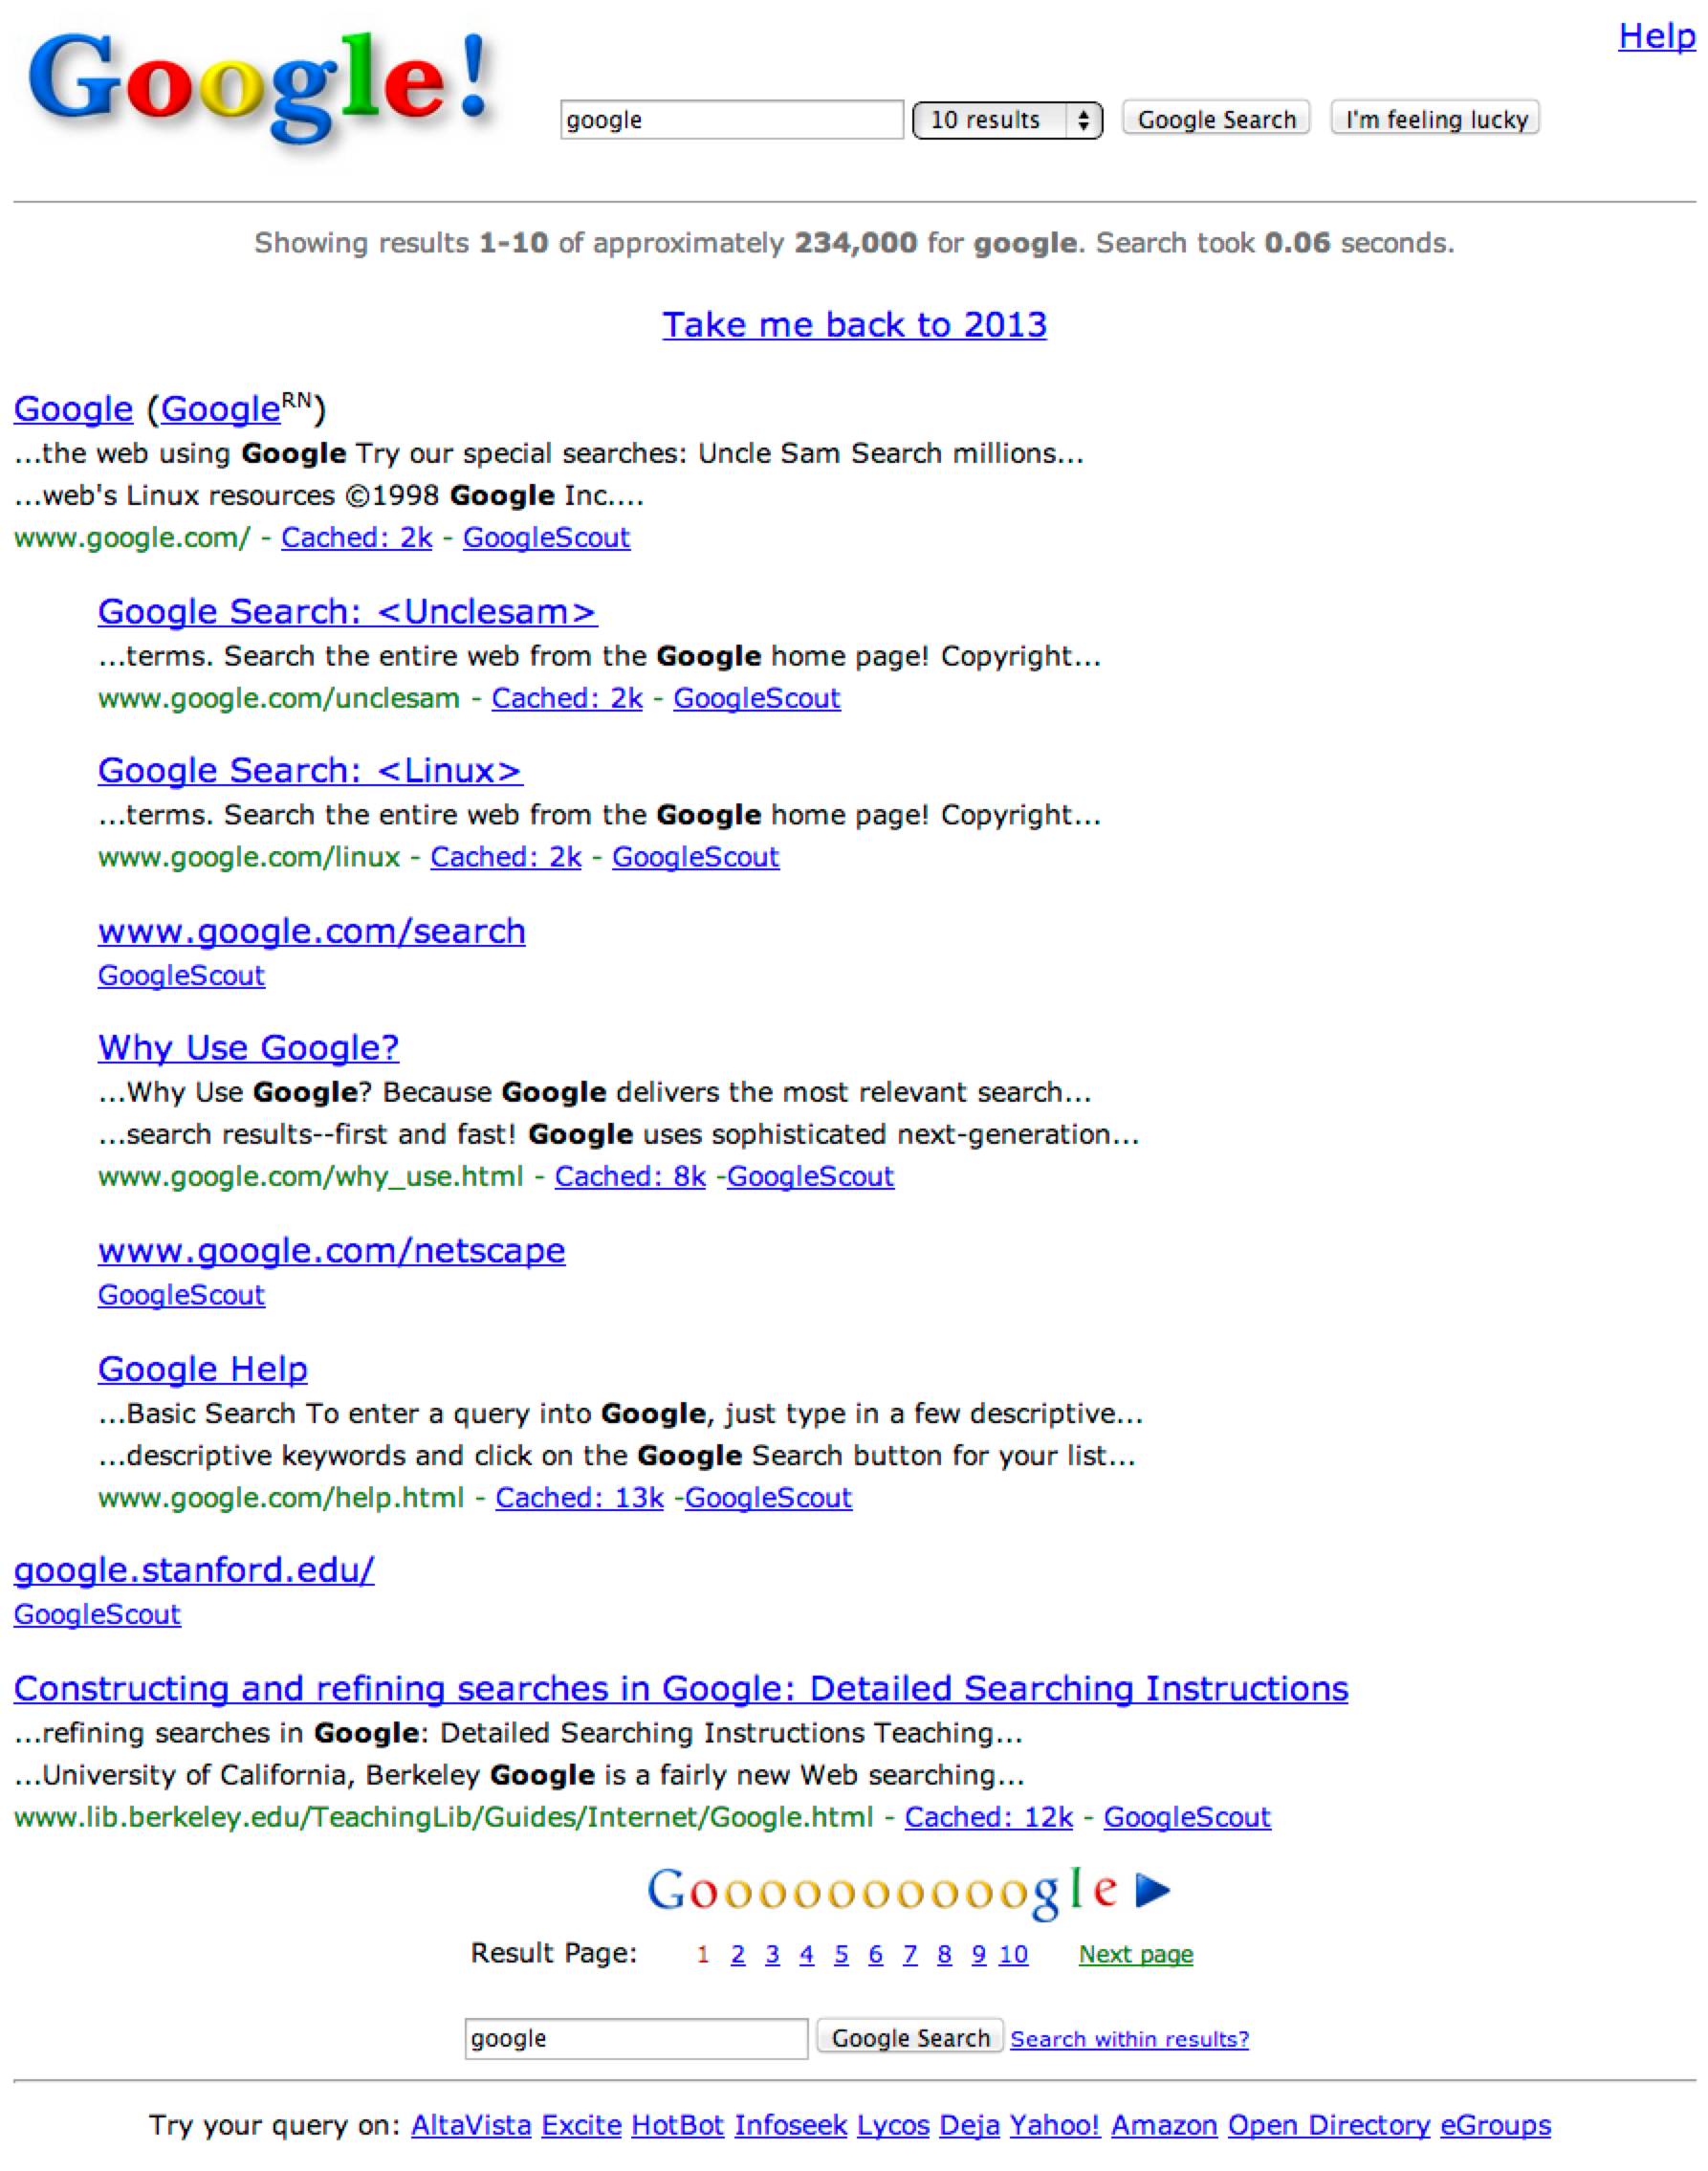 Google!
Help
google 10 results Google Search I'm feeling lucky
Showing results 1-10 of approximately 234,000 for google. Search took 0.06 seconds.
Take me back to 2013
Google (GoogleRN)
...the web using Google Try our special searches: Uncle Sam Search millions...
...web's Linux resources ©1998 Google Inc....
www.google.com/ - Cached: 2k - GoogleScout
Google Search: <Unclesam>
...terms. Search the entire web from the Google home page! Copyright...
www.google.com/unclesam - Cached: 2k - GoogleScout
Google Search: <Linux>
...terms. Search the entire web from the Google home page! Copyright...
www.google.com/linux - Cached: 2k - GoogleScout
www.google.com/search
GoogleScout
Why Use Google?
...Why Use Google? Because Google delivers the most relevant search...
...search results--first and fast! Google uses sophisticated next-generation...
www.google.com/why_use.html - Cached: 8k -GoogleScout
www.google.com/netscape
GoogleScout
Google Help
...Basic Search To enter a query into Google, just type in a few descriptive...
...descriptive keywords and click on the Google Search button for your list...
www.google.com/help.html - Cached: 13k -GoogleScout
google.stanford.edu/
GoogleScout
Constructing and refining searches in Google: Detailed Searching Instructions
...refining searches in Google: Detailed Searching Instructions Teaching...
...University of California, Berkeley Google is a fairly new Web searching...
www.lib.berkeley.edu/TeachingLib/Guides/Internet/Google.html - Cached: 12k - GoogleScout
Goooooooooogle
Result Page: 1 2 3 4 5 6 7 8 9 10 Next page
google Google Search Search within results?
Try your query on: AltaVista Excite HotBot Infoseek Lycos Deja Yahoo! Amazon Open Directory eGroups